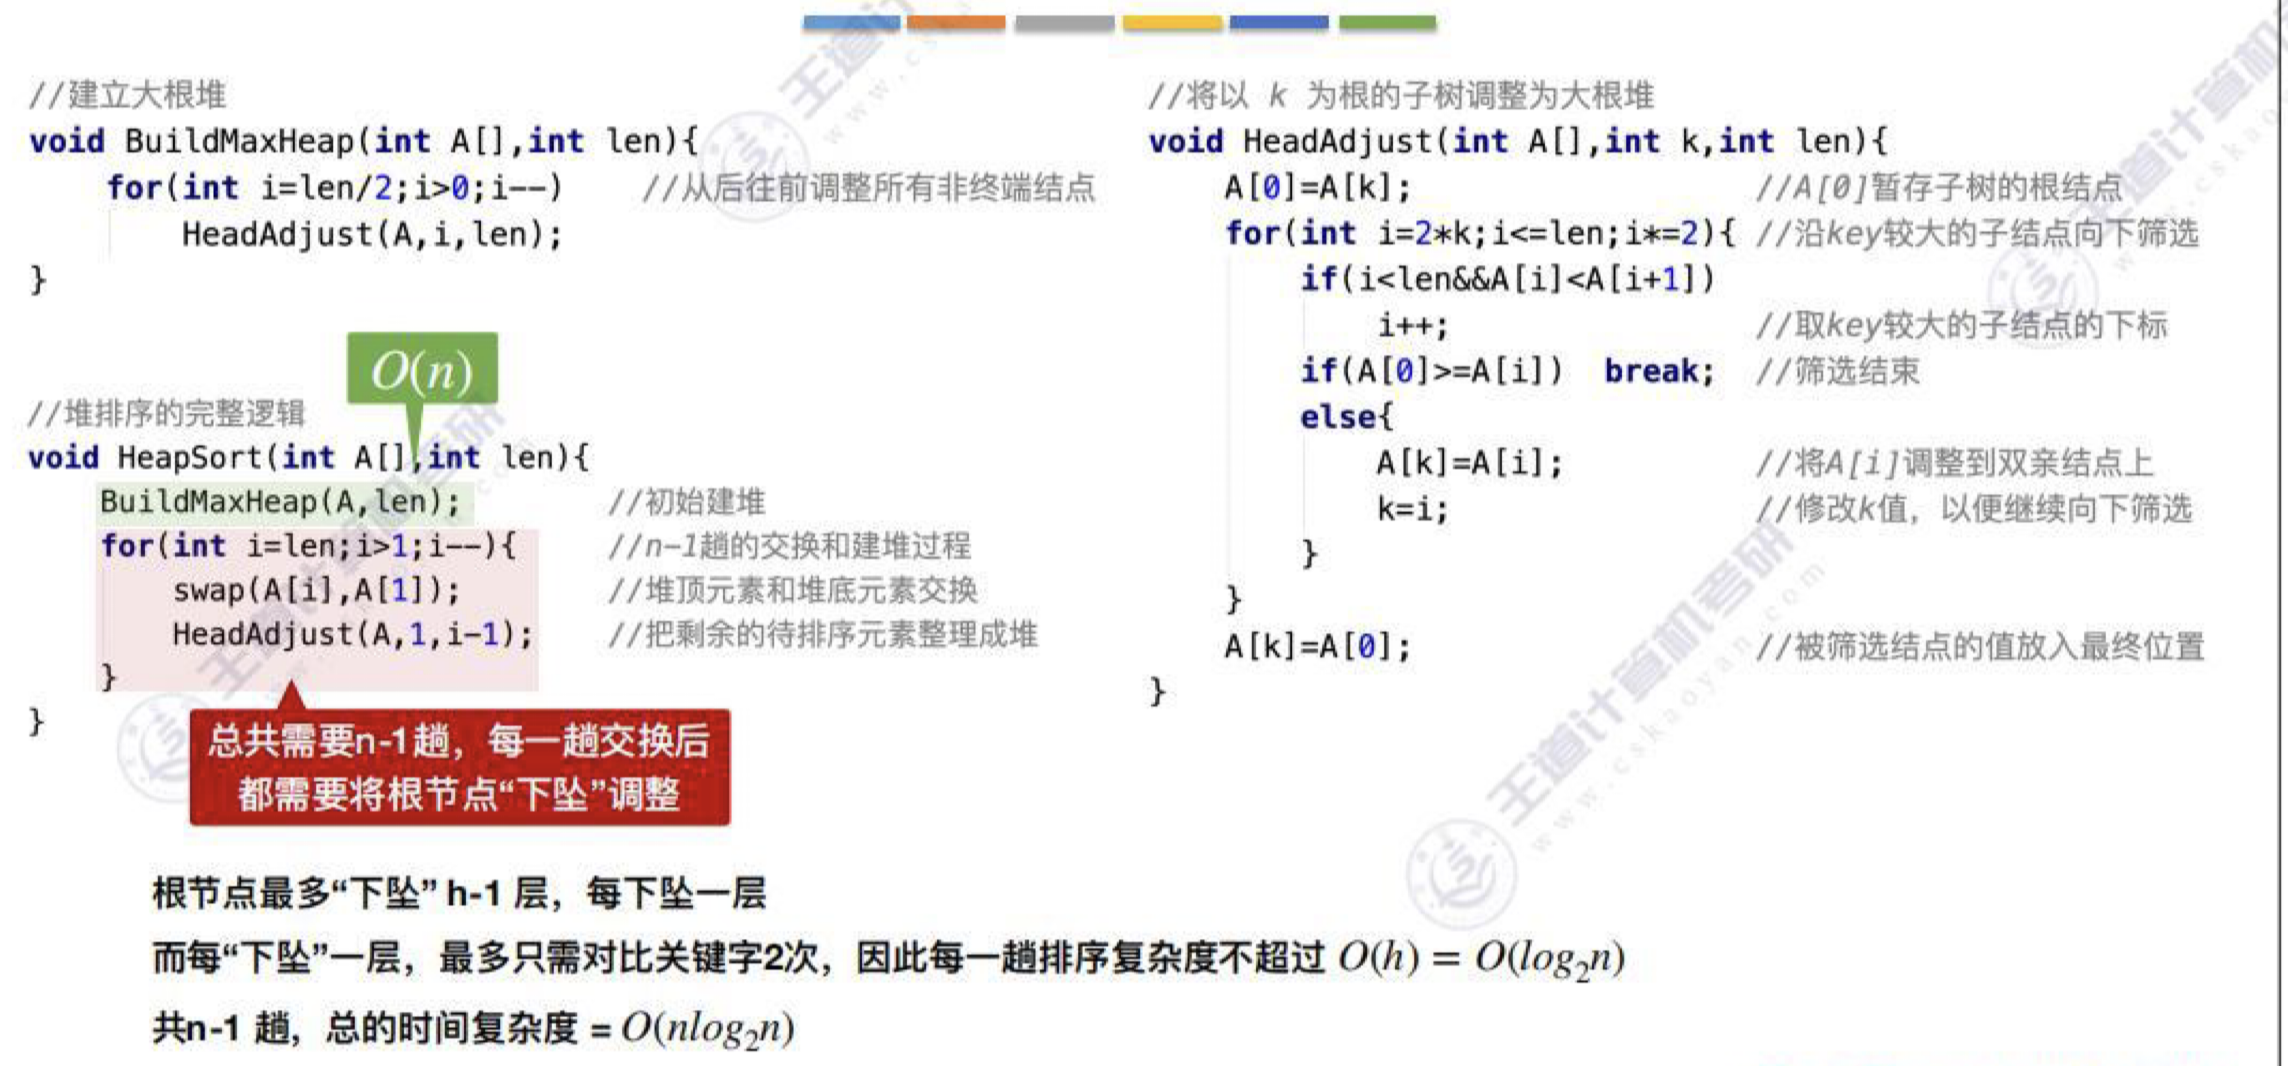 //建立大根堆
void BuildMaxHeap(int A[],int len){
    for(int i=len/2;i>0;i--)    //从后往前调整所有非终端结点
        HeadAdjust(A,i,len);
}
O(n)
//堆排序的完整逻辑
void HeapSort(int A[],int len){
    BuildMaxHeap(A,len);    //初始建堆
    for(int i=len;i>1;i--){    //n-1趟的交换和建堆过程
        swap(A[i],A[1]);    //堆顶元素和堆底元素交换
        HeadAdjust(A,1,i-1);    //把剩余的待排序元素整理成堆
    }
}
总共需要n-1趟，每一趟交换后
都需要将根节点“下坠”调整
//将以 k 为根的子树调整为大根堆
void HeadAdjust(int A[],int k,int len){
    A[0]=A[k];    //A[0]暂存子树的根结点
    for(int i=2*k;i<=len;i*=2){    //沿key较大的子结点向下筛选
        if(i<len&&A[i]<A[i+1])
            i++;    //取key较大的子结点的下标
        if(A[0]>=A[i])  break;    //筛选结束
        else{
            A[k]=A[i];    //将A[i]调整到双亲结点上
            k=i;    //修改k值，以便继续向下筛选
        }
    }
    A[k]=A[0];    //被筛选结点的值放入最终位置
}
根节点最多“下坠” h-1 层，每下坠一层
而每“下坠”一层，最多只需对比关键字2次，因此每一趟排序复杂度不超过 O(h) = O(log₂n)
共n-1 趟，总的时间复杂度 = O(nlog₂n)
王道计算机考研
www.cskaoyan.com